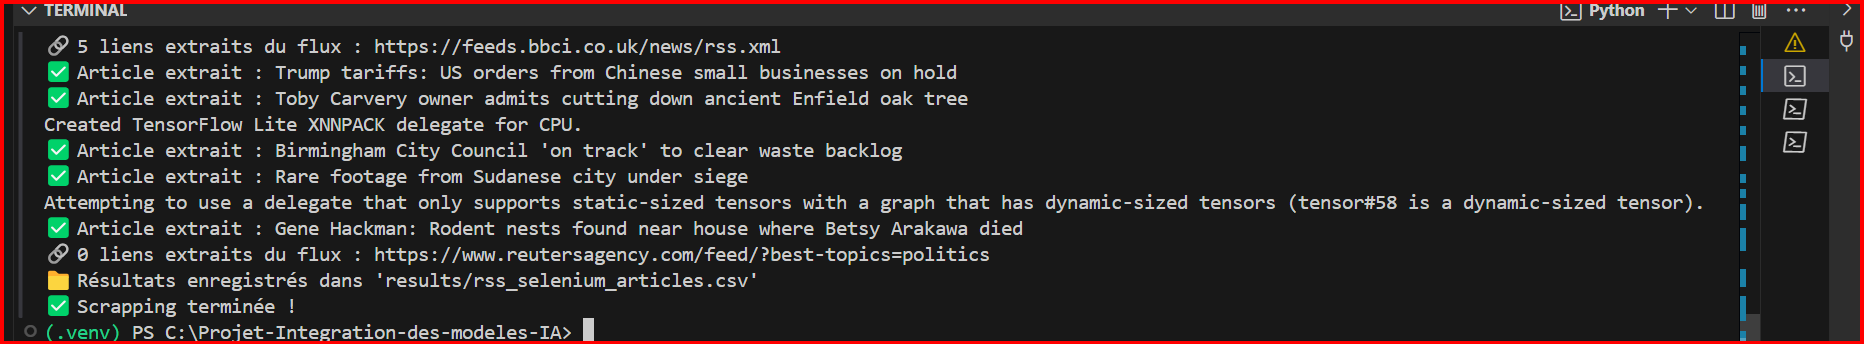 TERMINAL
Python
🔗 5 liens extraits du flux : https://feeds.bbci.co.uk/news/rss.xml
✅ Article extrait : Trump tariffs: US orders from Chinese small businesses on hold
✅ Article extrait : Toby Carvery owner admits cutting down ancient Enfield oak tree
Created TensorFlow Lite XNNPACK delegate for CPU.
✅ Article extrait : Birmingham City Council 'on track' to clear waste backlog
✅ Article extrait : Rare footage from Sudanese city under siege
Attempting to use a delegate that only supports static-sized tensors with a graph that has dynamic-sized tensors (tensor#58 is a dynamic-sized tensor).
✅ Article extrait : Gene Hackman: Rodent nests found near house where Betsy Arakawa died
🔗 0 liens extraits du flux : https://www.reutersagency.com/feed/?best-topics=politics
📁 Résultats enregistrés dans 'results/rss_selenium_articles.csv'
✅ Scrapping terminée !
(.venv) PS C:\Projet-Integration-des-modeles-IA>